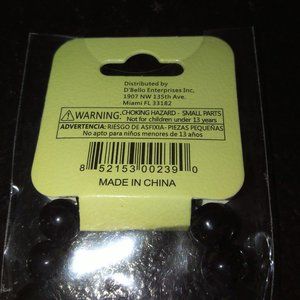 Distributed by
D'Bello Enterprises Inc,
1907 NW 135th Ave.
Miami FL 33182
WARNING: CHOKING HAZARD - SMALL PARTS
Not for children under 13 years
ADVERTENCIA: RIESGO DE ASFIXIA - PIEZAS PEQUEÑAS
No apto para niños menores de 13 años
8 52153 00239 0
MADE IN CHINA